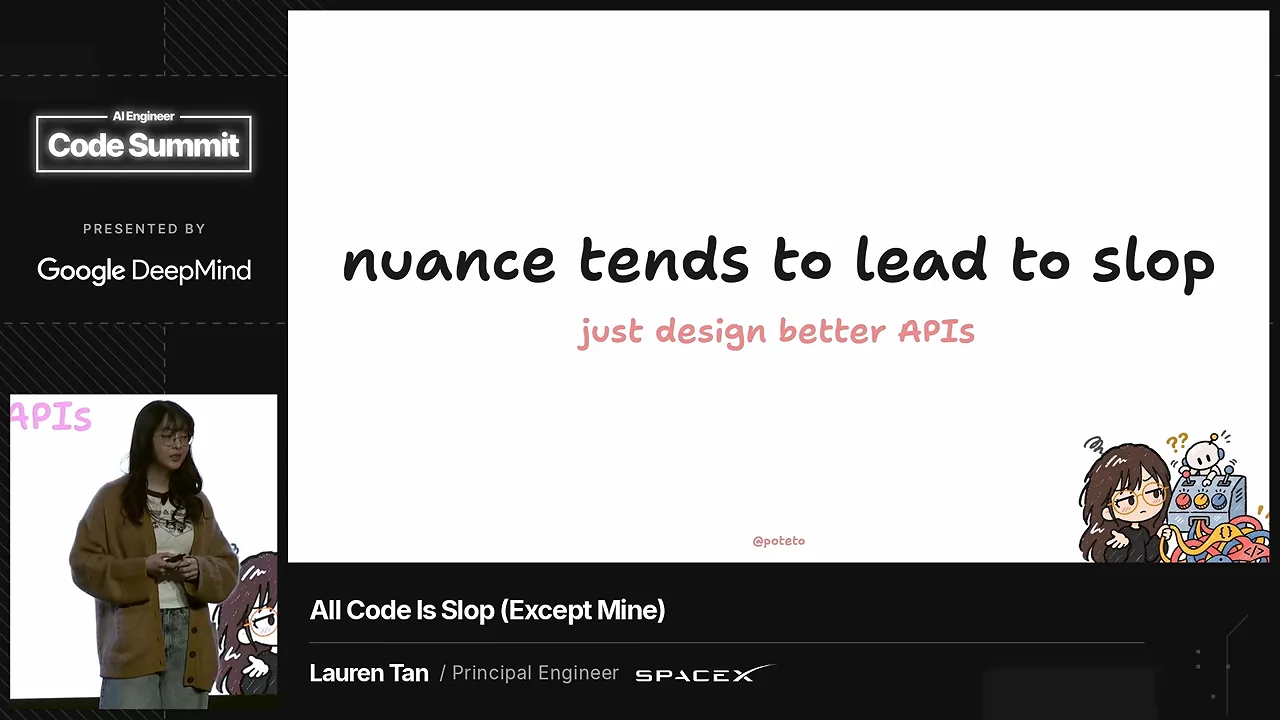 AI Engineer
Code Summit
PRESENTED BY
Google DeepMind
nuance tends to lead to slop
just design better APIs
??
</>
@poteto
APIs
All Code Is Slop (Except Mine)
Lauren Tan / Principal Engineer SPACEX